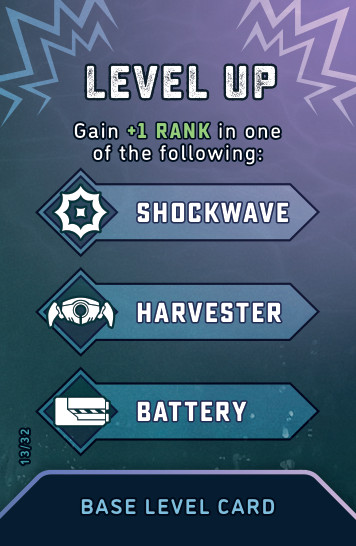 LEVEL UP
Gain +1 RANK in one
of the following:
SHOCKWAVE
HARVESTER
BATTERY
13/32
BASE LEVEL CARD